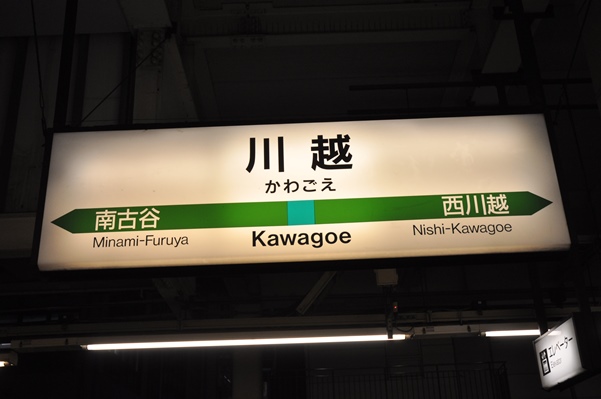 川越
かわごえ
南古谷
西川越
Minami-Furuya
Kawagoe
Nishi-Kawagoe
エレベーター
Elevator